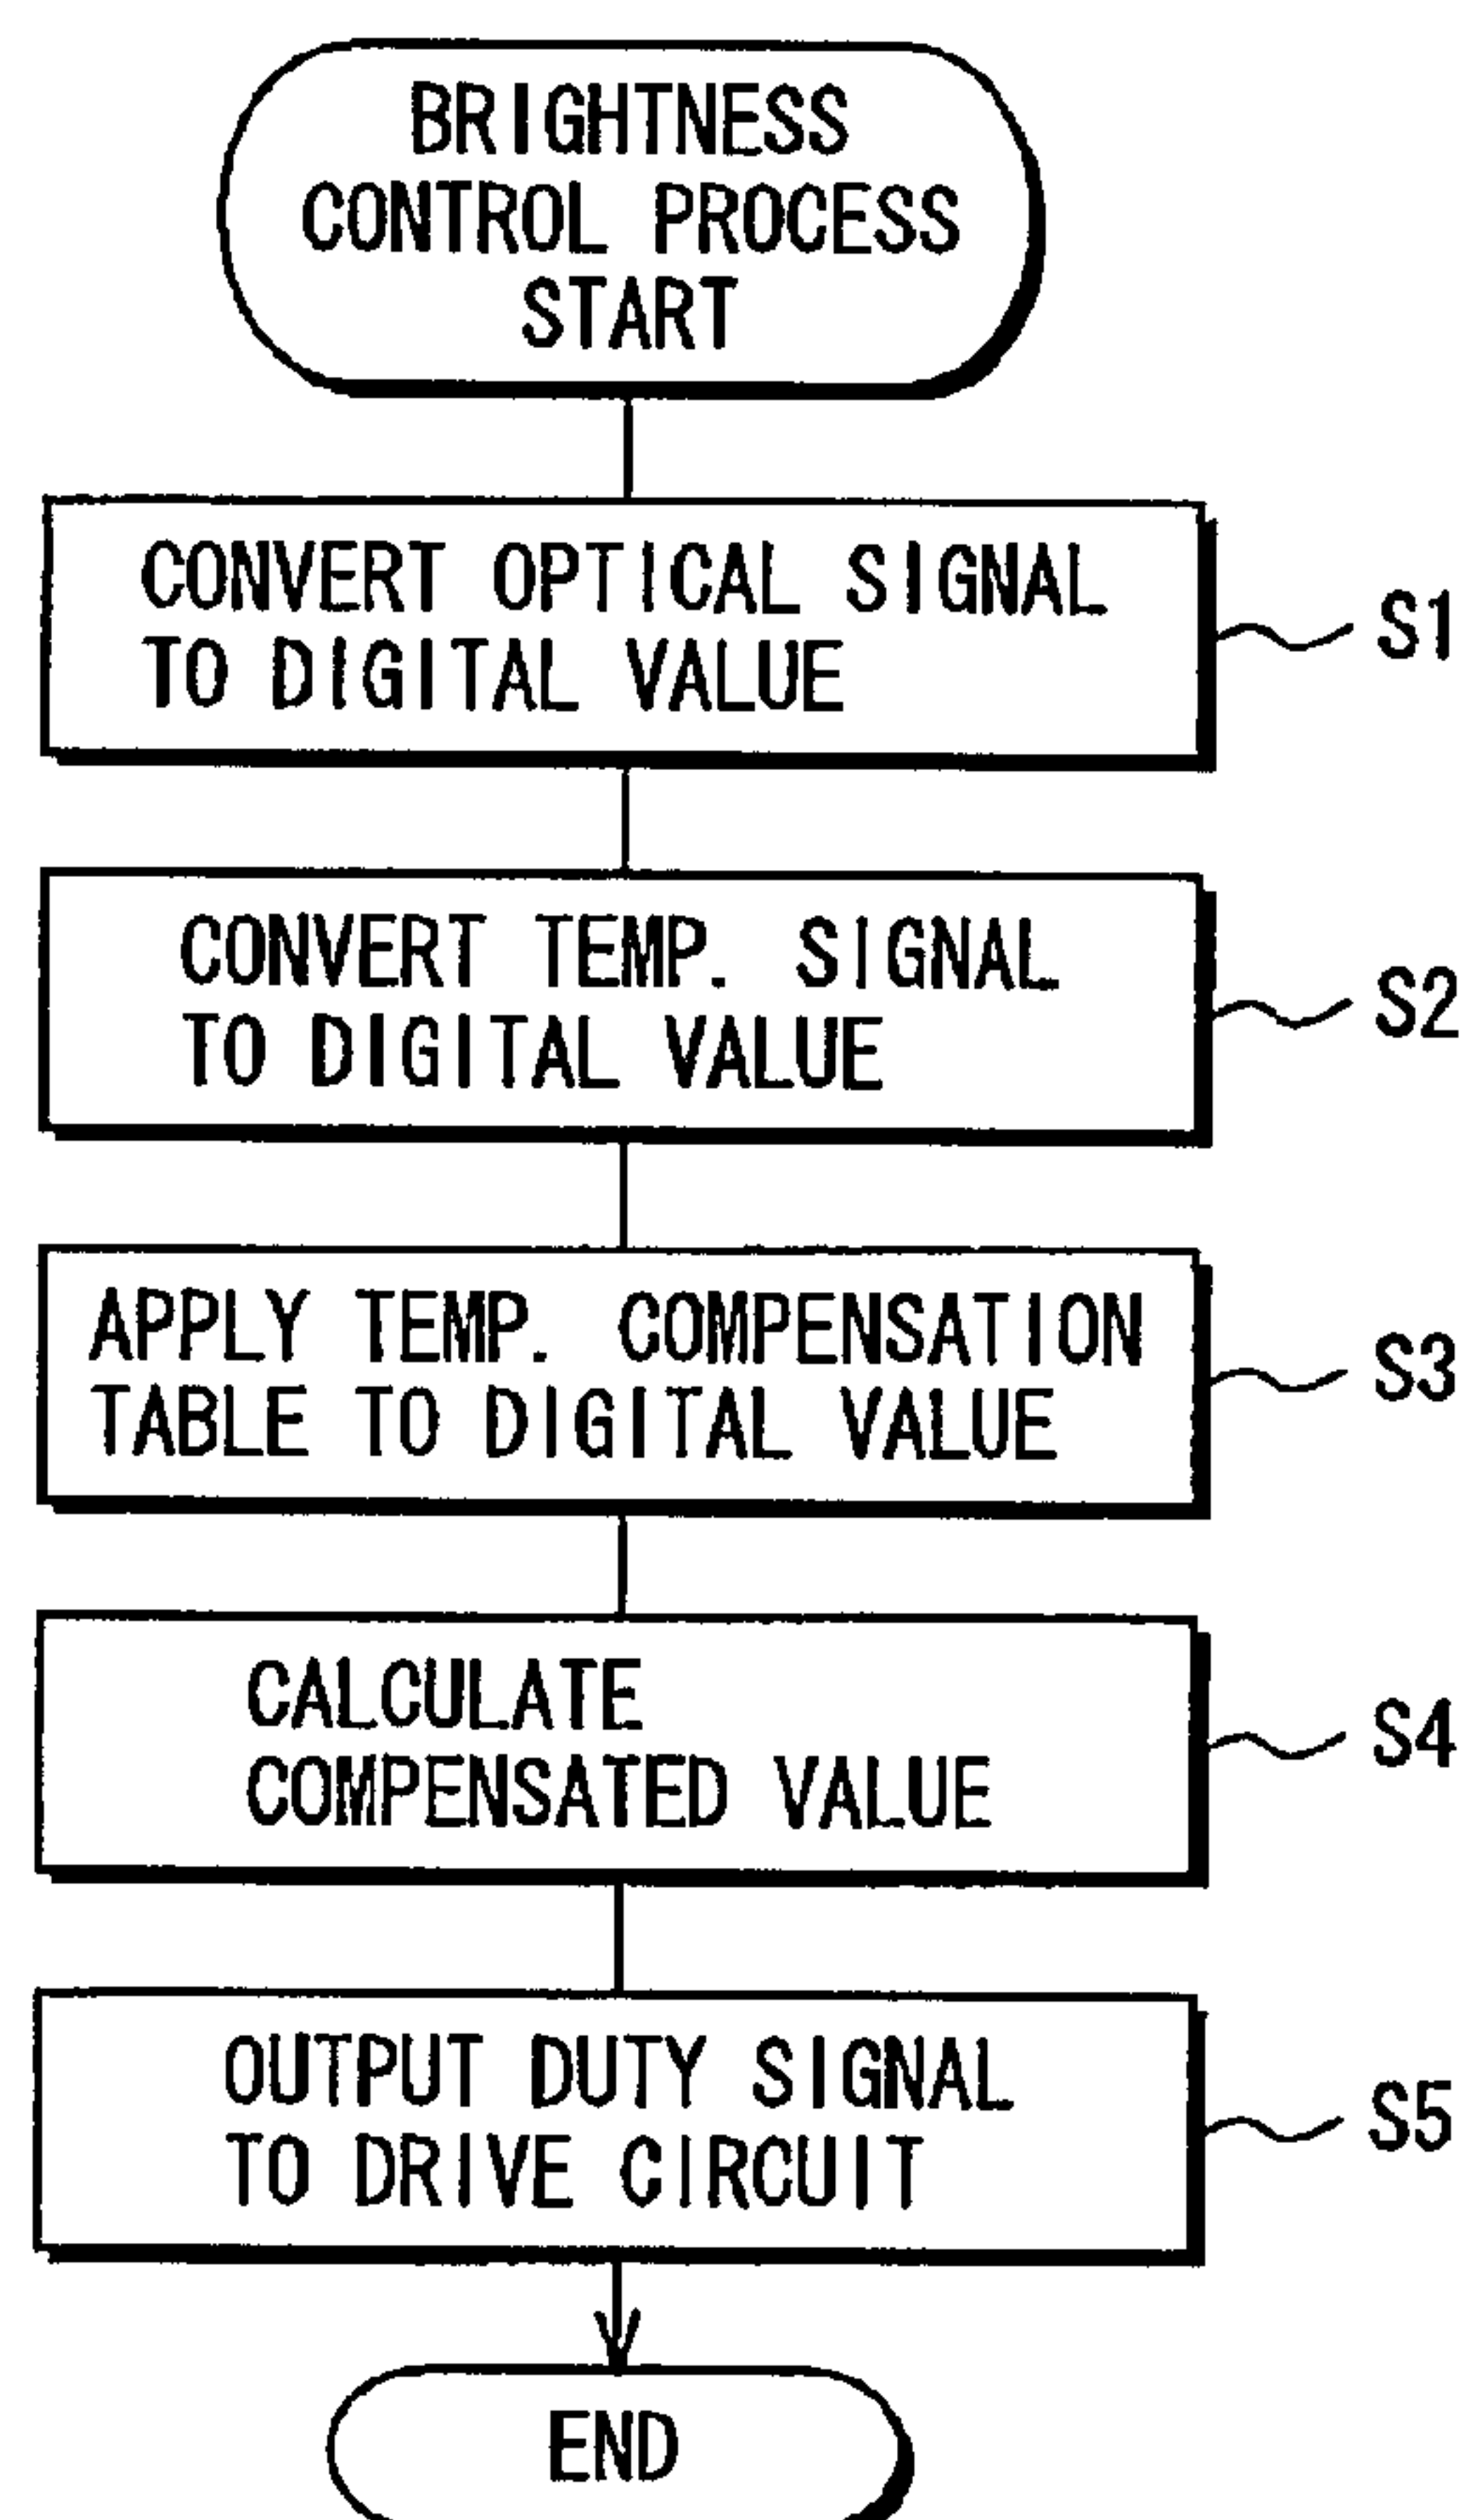 BRIGHTNESS
CONTROL PROCESS
START
CONVERT OPTICAL SIGNAL
TO DIGITAL VALUE
S1
CONVERT TEMP. SIGNAL
TO DIGITAL VALUE
S2
APPLY TEMP. COMPENSATION
TABLE TO DIGITAL VALUE
S3
CALCULATE
COMPENSATED VALUE
S4
OUTPUT DUTY SIGNAL
TO DRIVE CIRCUIT
S5
END